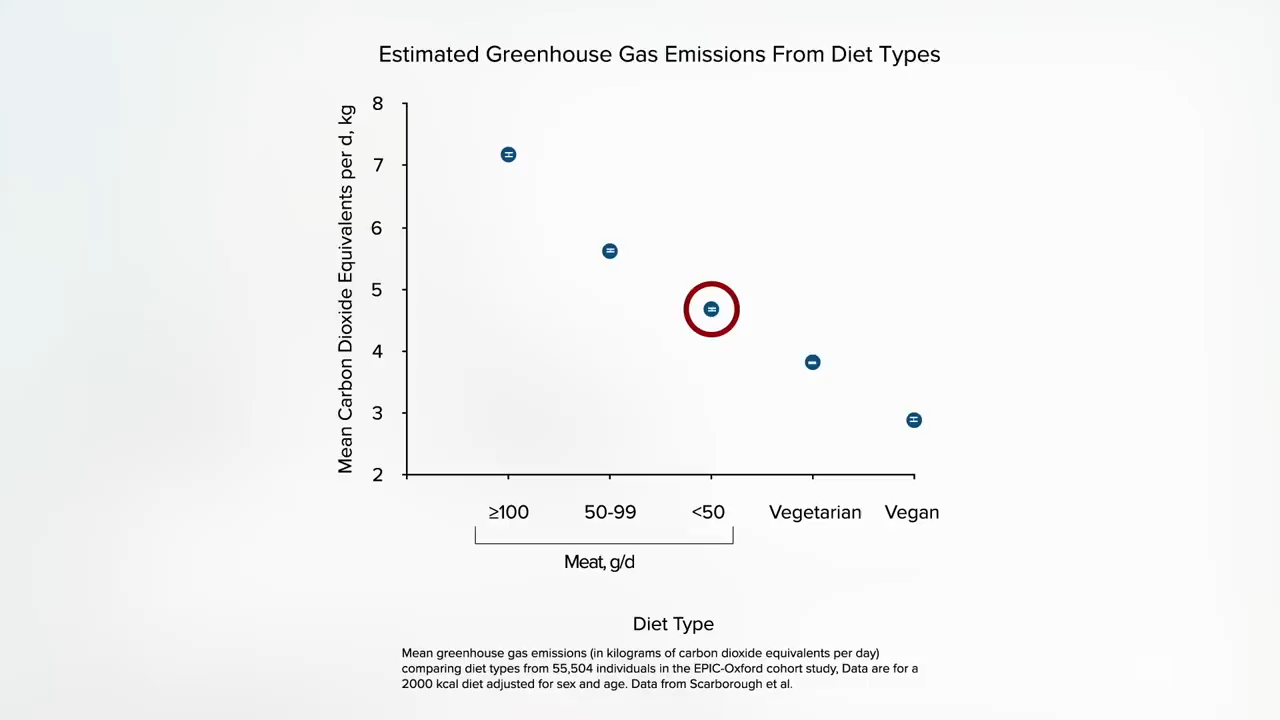 Estimated Greenhouse Gas Emissions From Diet Types
Mean Carbon Dioxide Equivalents per d, kg
8
7
6
5
4
3
2
≥100 50-99 <50 Vegetarian Vegan
Meat, g/d
Diet Type
Mean greenhouse gas emissions (in kilograms of carbon dioxide equivalents per day)
comparing diet types from 55,504 individuals in the EPIC-Oxford cohort study, Data are for a
2000 kcal diet adjusted for sex and age. Data from Scarborough et al.